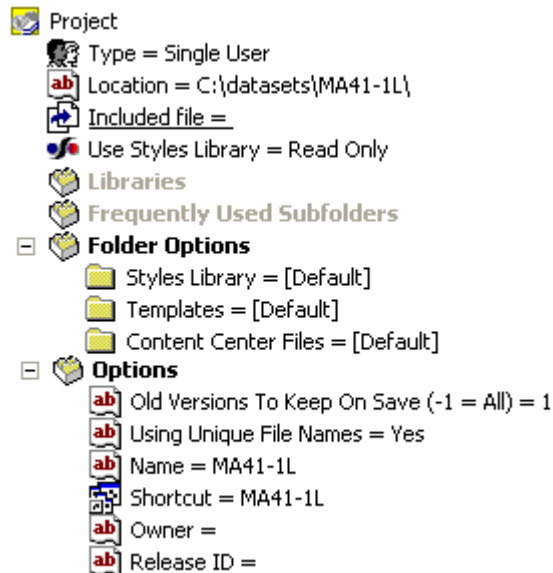 Project
Type = Single User
Location = C:\datasets\MA41-1L\
Included file =
Use Styles Library = Read Only
Libraries
Frequently Used Subfolders
Folder Options
Styles Library = [Default]
Templates = [Default]
Content Center Files = [Default]
Options
Old Versions To Keep On Save (-1 = All) = 1
Using Unique File Names = Yes
Name = MA41-1L
Shortcut = MA41-1L
Owner =
Release ID =